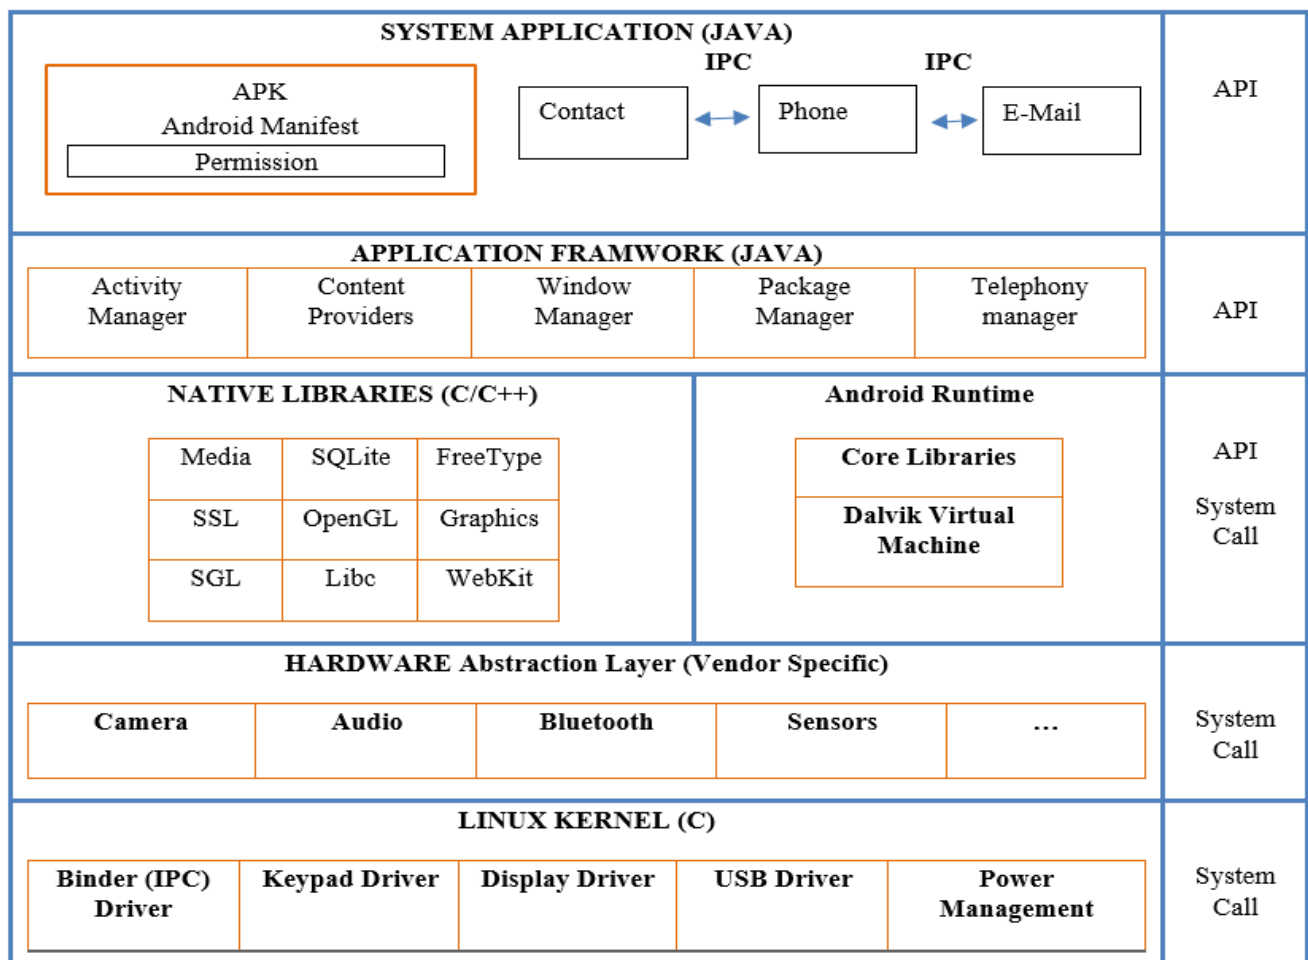 SYSTEM APPLICATION (JAVA)
IPC
IPC
APK
Android Manifest
Permission
Contact
Phone
E-Mail
API
APPLICATION FRAMWORK (JAVA)
Activity
Manager
Content
Providers
Window
Manager
Package
Manager
Telephony
manager
API
NATIVE LIBRARIES (C/C++)
Media
SQLite
FreeType
SSL
OpenGL
Graphics
SGL
Libc
WebKit
Android Runtime
Core Libraries
Dalvik Virtual
Machine
API
System
Call
HARDWARE Abstraction Layer (Vendor Specific)
Camera
Audio
Bluetooth
Sensors
...
System
Call
LINUX KERNEL (C)
Binder (IPC)
Driver
Keypad Driver
Display Driver
USB Driver
Power
Management
System
Call